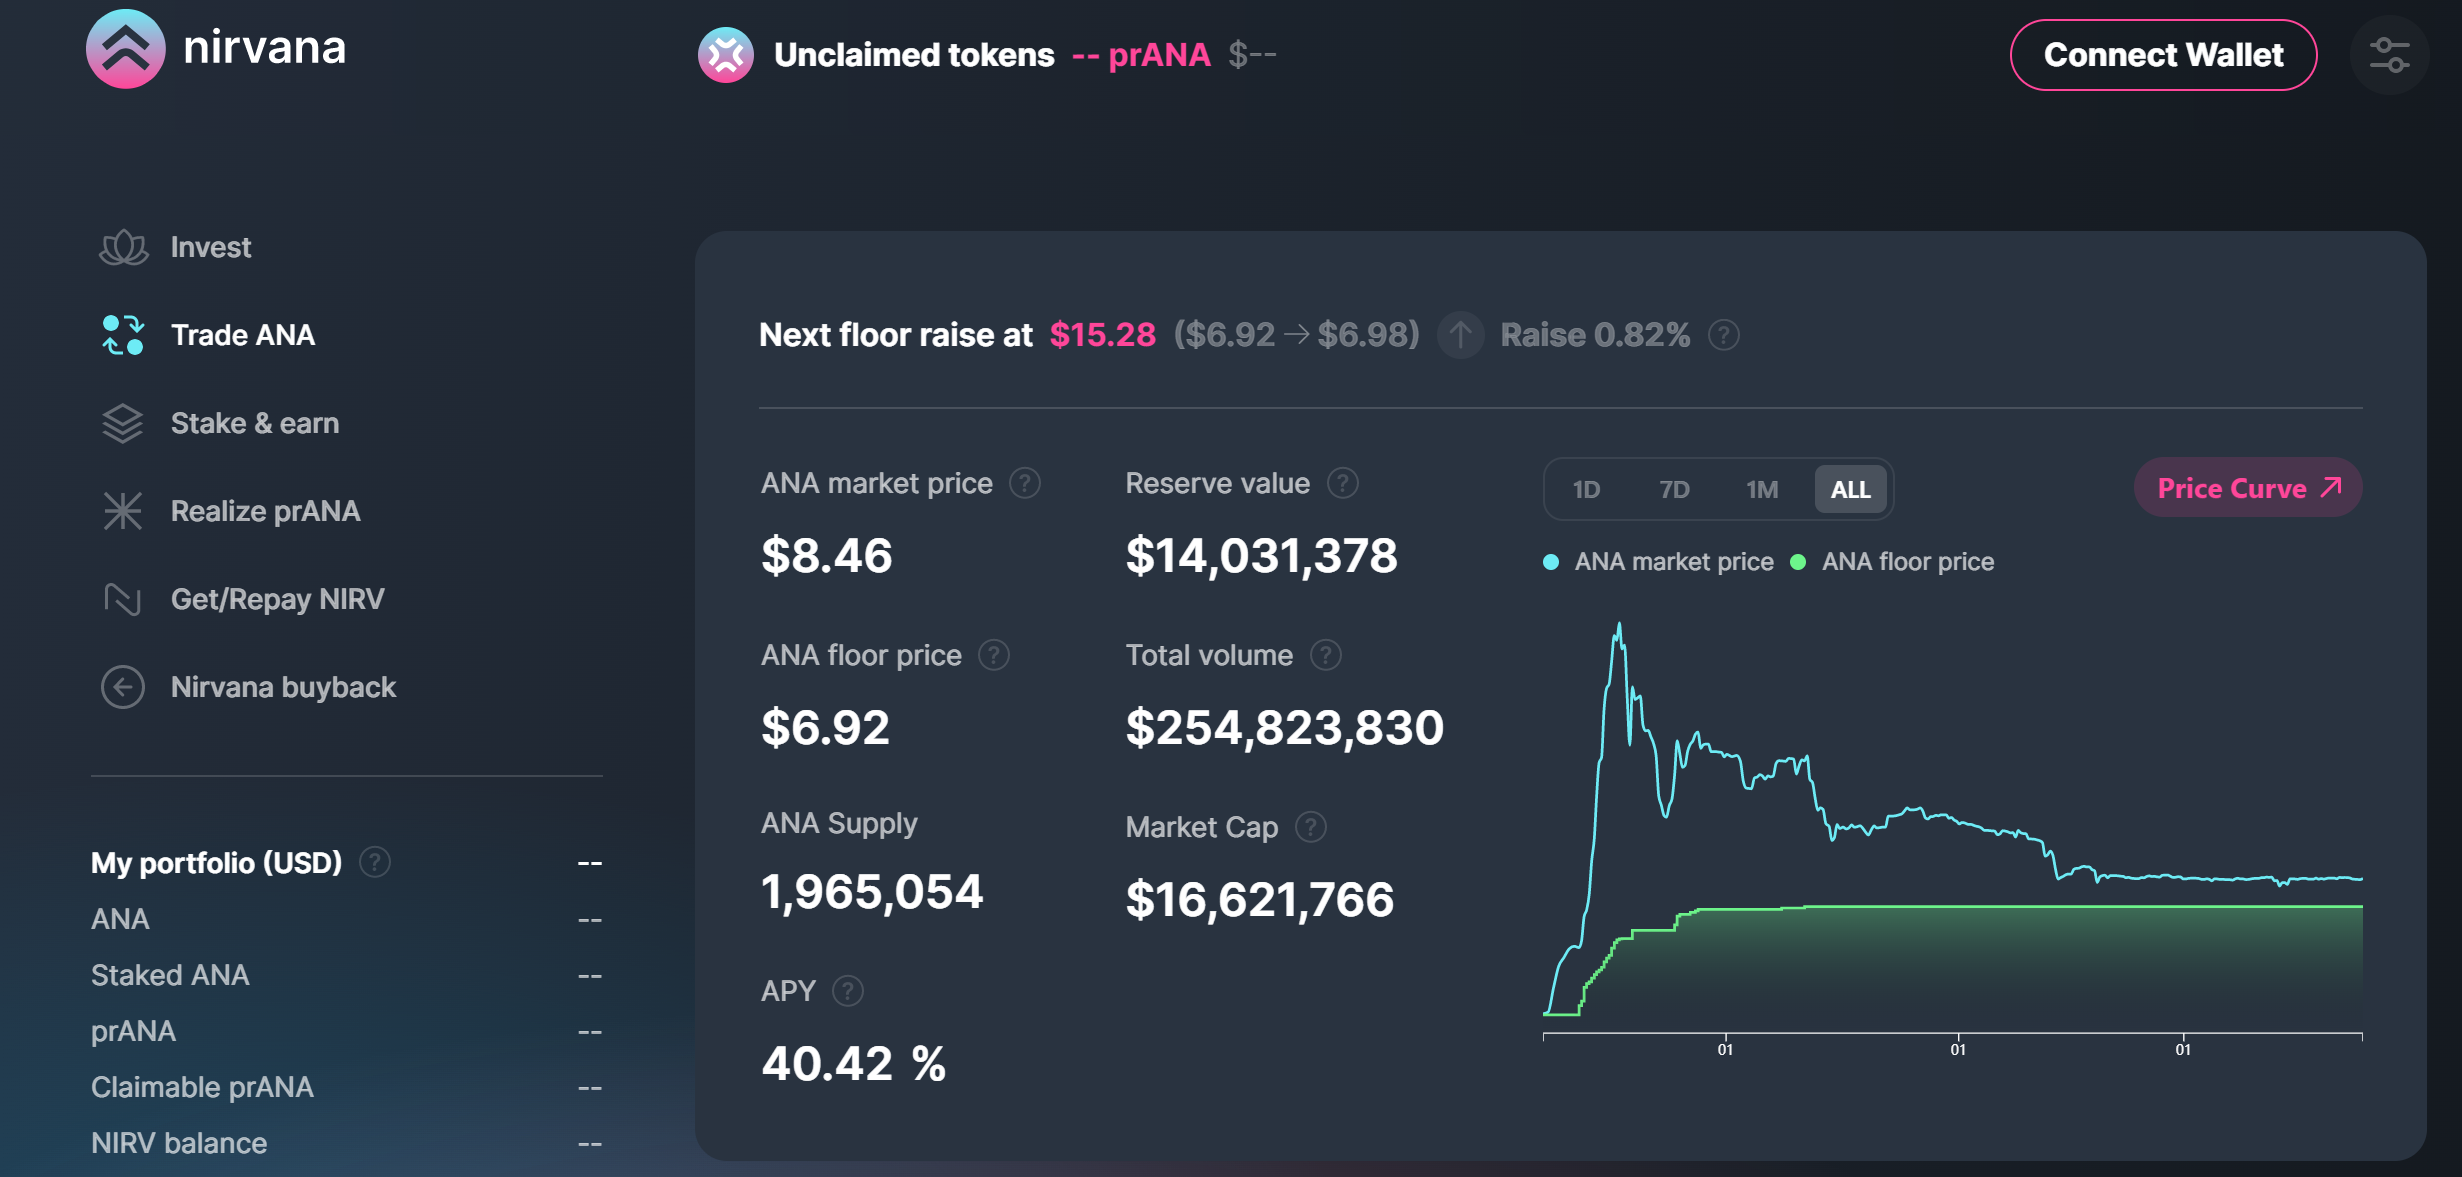 nirvana
Unclaimed tokens -- prANA $--
Connect Wallet
Invest
Trade ANA
Stake & earn
Realize prANA
Get/Repay NIRV
Nirvana buyback
My portfolio (USD) ? --
ANA --
Staked ANA --
prANA --
Claimable prANA --
NIRV balance --
Next floor raise at $15.28 ($6.92 → $6.98) ↑ Raise 0.82% ?
ANA market price ?
$8.46
Reserve value ?
$14,031,378
ANA floor price ?
$6.92
Total volume ?
$254,823,830
ANA Supply
1,965,054
Market Cap ?
$16,621,766
APY ?
40.42 %
1D 7D 1M ALL
Price Curve ↗
ANA market price ANA floor price
01 01 01